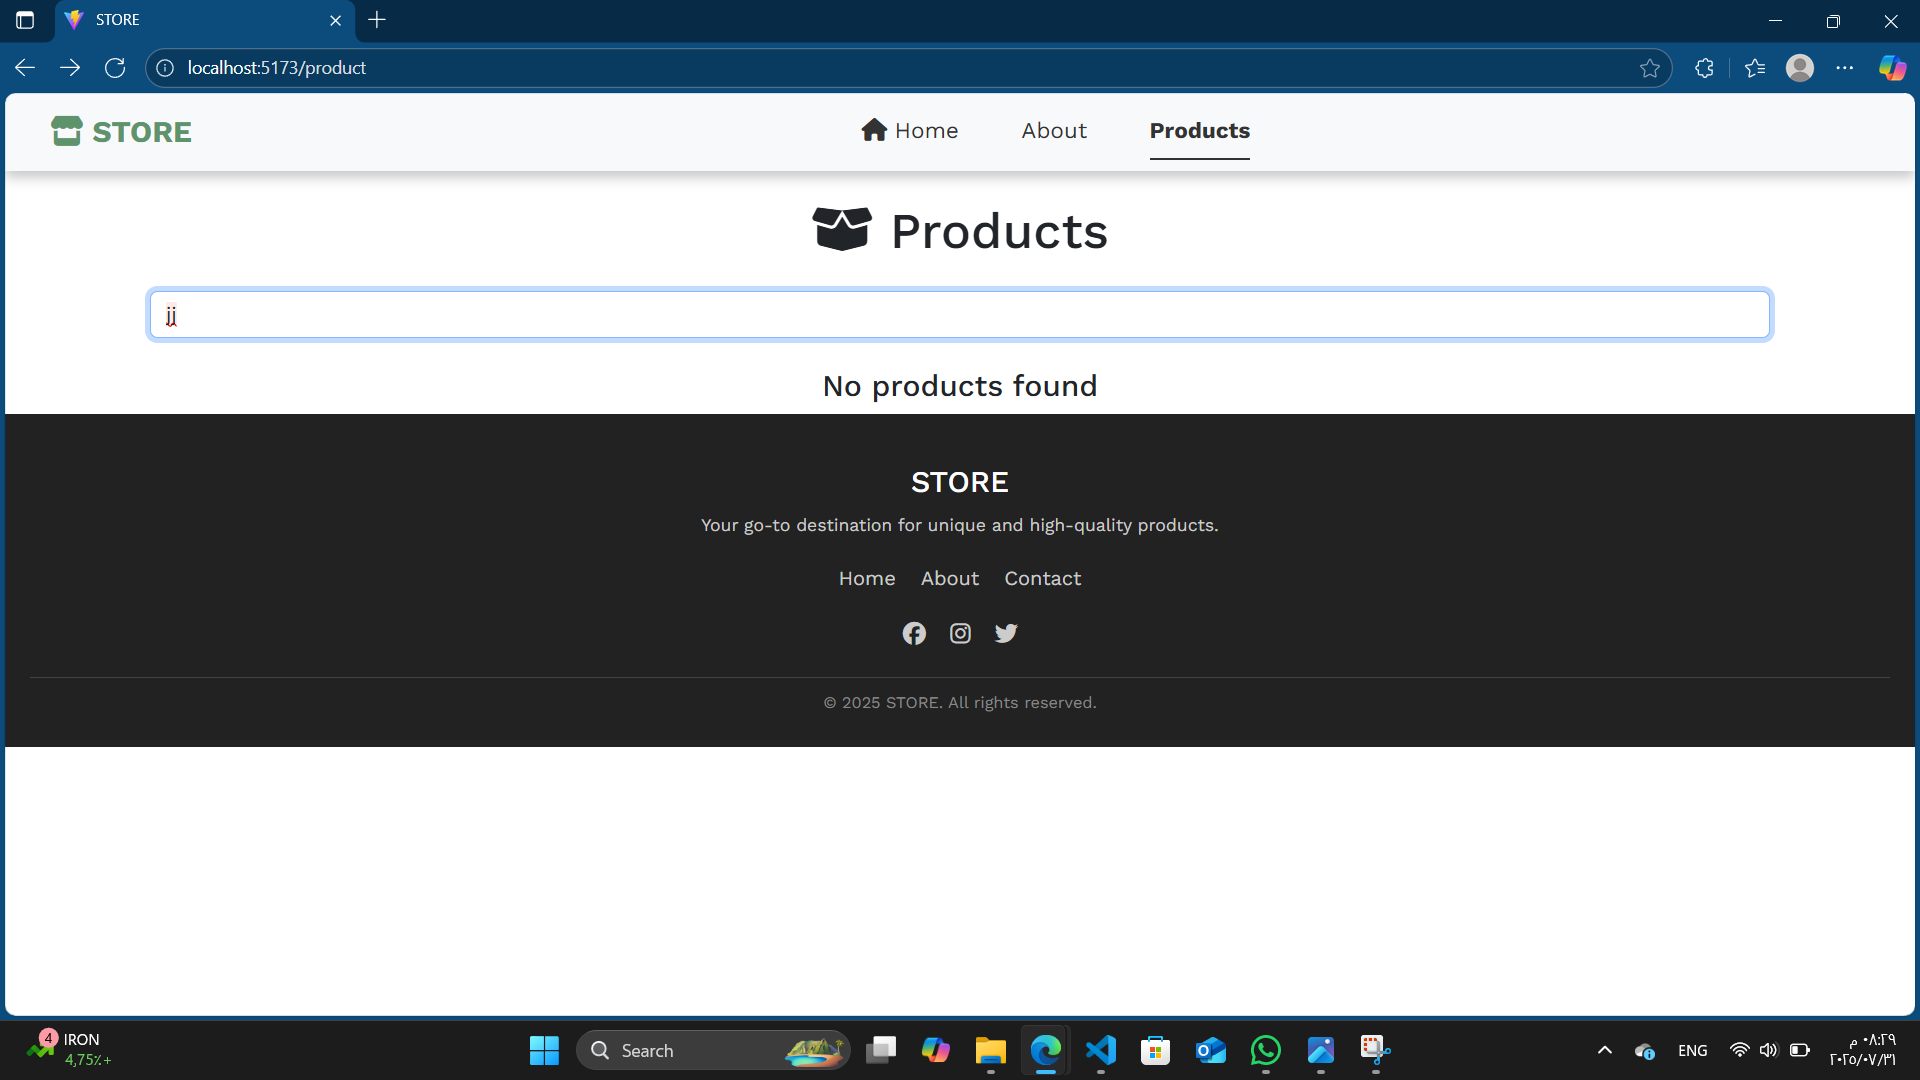 STORE
localhost:5173/product
STORE
Home
About
Products
Products
jj
No products found
STORE
Your go-to destination for unique and high-quality products.
Home
About
Contact
© 2025 STORE. All rights reserved.
4
IRON
4,75٪+
Search
ENG
٠٨:٢٩ م
٢٠٢٥/٠٧/٣١